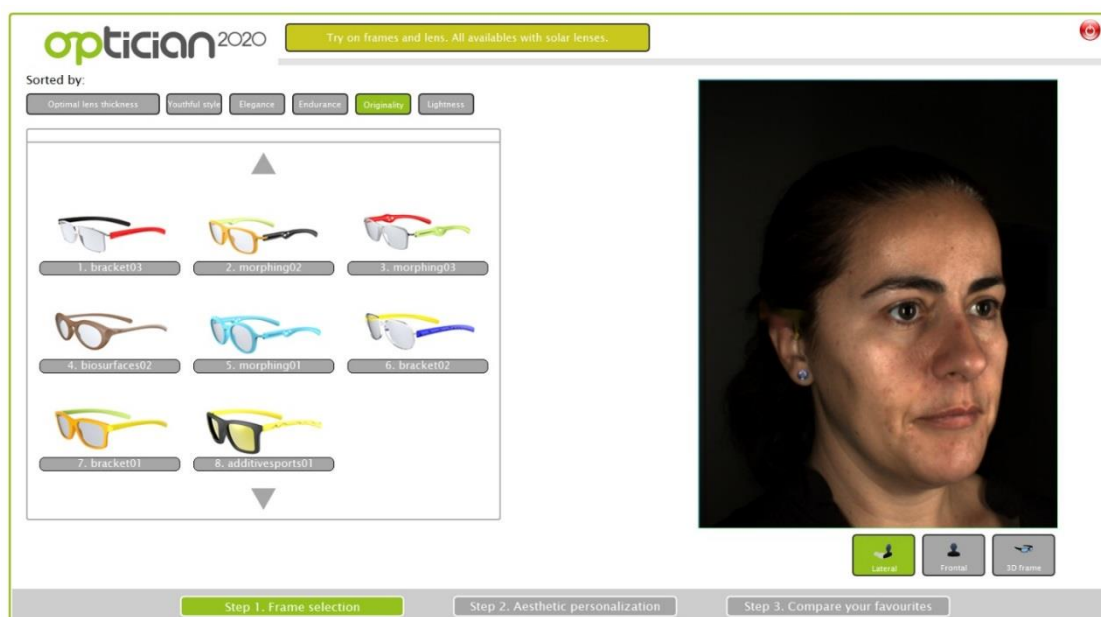 optician 2020
Try on frames and lens. All availables with solar lenses.
Sorted by:
Optimal lens thickness Youthful style Elegance Endurance Originality Lightness
1. bracket03 2. morphing02 3. morphing03
4. biosurfaces02 5. morphing01 6. bracket02
7. bracket01 8. additivesports01
Lateral Frontal 3D frame
Step 1. Frame selection Step 2. Aesthetic personalization Step 3. Compare your favourites